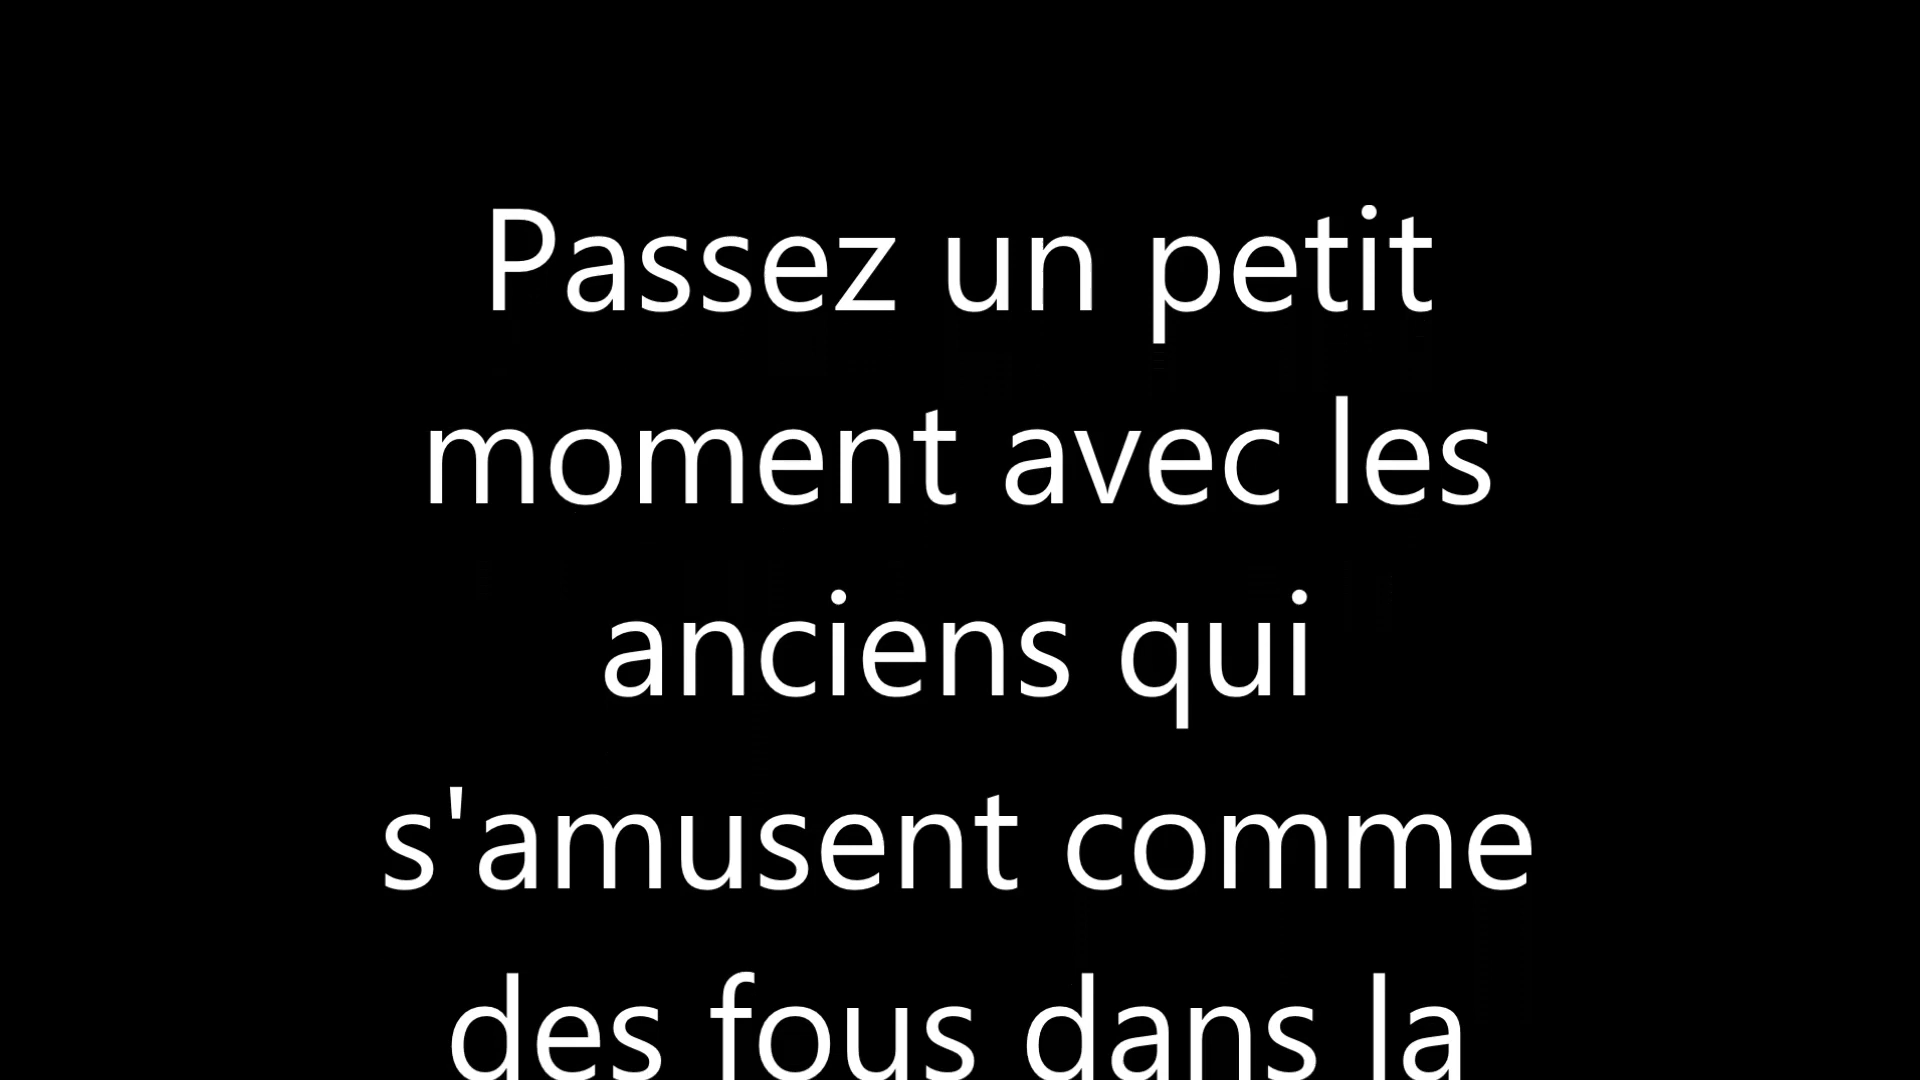 Passez un petit
moment avec les
anciens qui
s'amusent comme
des fous dans la